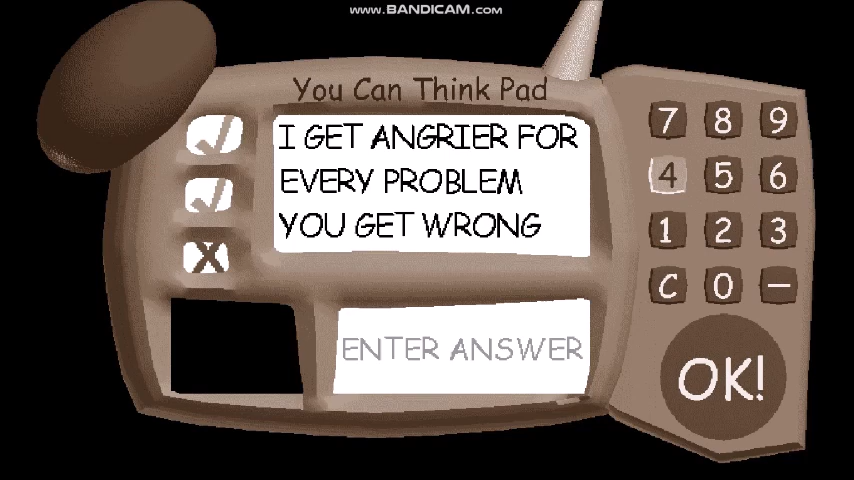 www.BANDICAM.com
You Can Think Pad
I GET ANGRIER FOR
EVERY PROBLEM
YOU GET WRONG
7 8 9
4 5 6
1 2 3
C 0 —
X
ENTER ANSWER
OK!